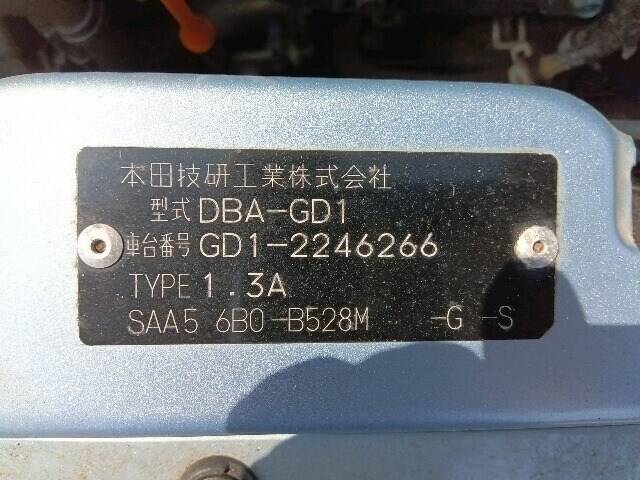 本田技研工業株式会社
型式 DBA-GD1
車台番号 GD1-2246266
TYPE 1.3A
SAA5 6B0-B528M -G -S